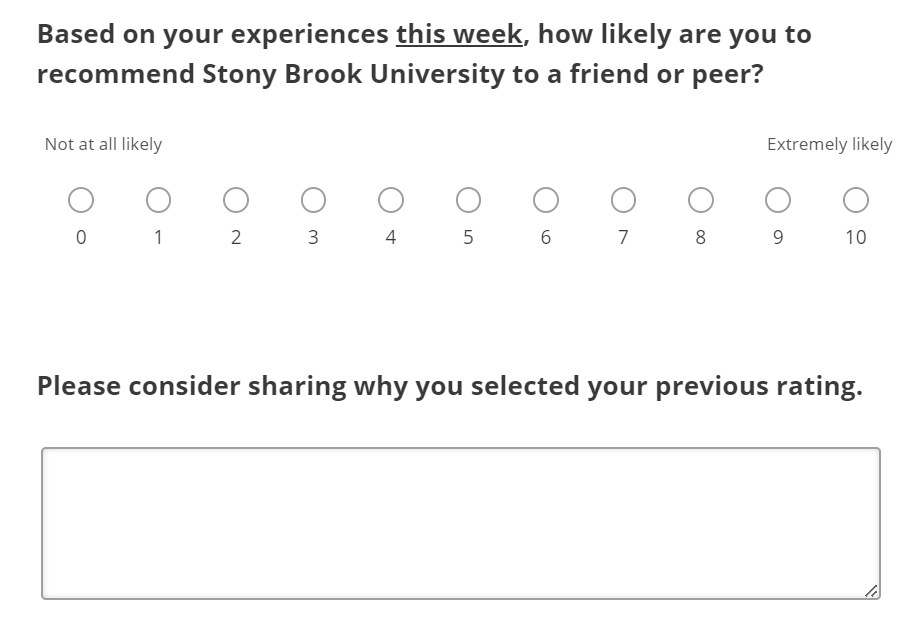 Based on your experiences this week, how likely are you to
recommend Stony Brook University to a friend or peer?
Not at all likely Extremely likely
0 1 2 3 4 5 6 7 8 9 10
Please consider sharing why you selected your previous rating.